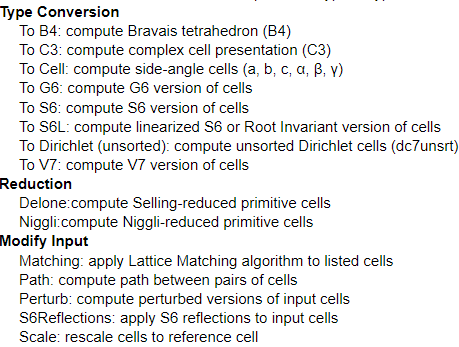 Type Conversion
To B4: compute Bravais tetrahedron (B4)
To C3: compute complex cell presentation (C3)
To Cell: compute side-angle cells (a, b, c, α, β, γ)
To G6: compute G6 version of cells
To S6: compute S6 version of cells
To S6L: compute linearized S6 or Root Invariant version of cells
To Dirichlet (unsorted): compute unsorted Dirichlet cells (dc7unsrt)
To V7: compute V7 version of cells
Reduction
Delone:compute Selling-reduced primitive cells
Niggli:compute Niggli-reduced primitive cells
Modify Input
Matching: apply Lattice Matching algorithm to listed cells
Path: compute path between pairs of cells
Perturb: compute perturbed versions of input cells
S6Reflections: apply S6 reflections to input cells
Scale: rescale cells to reference cell